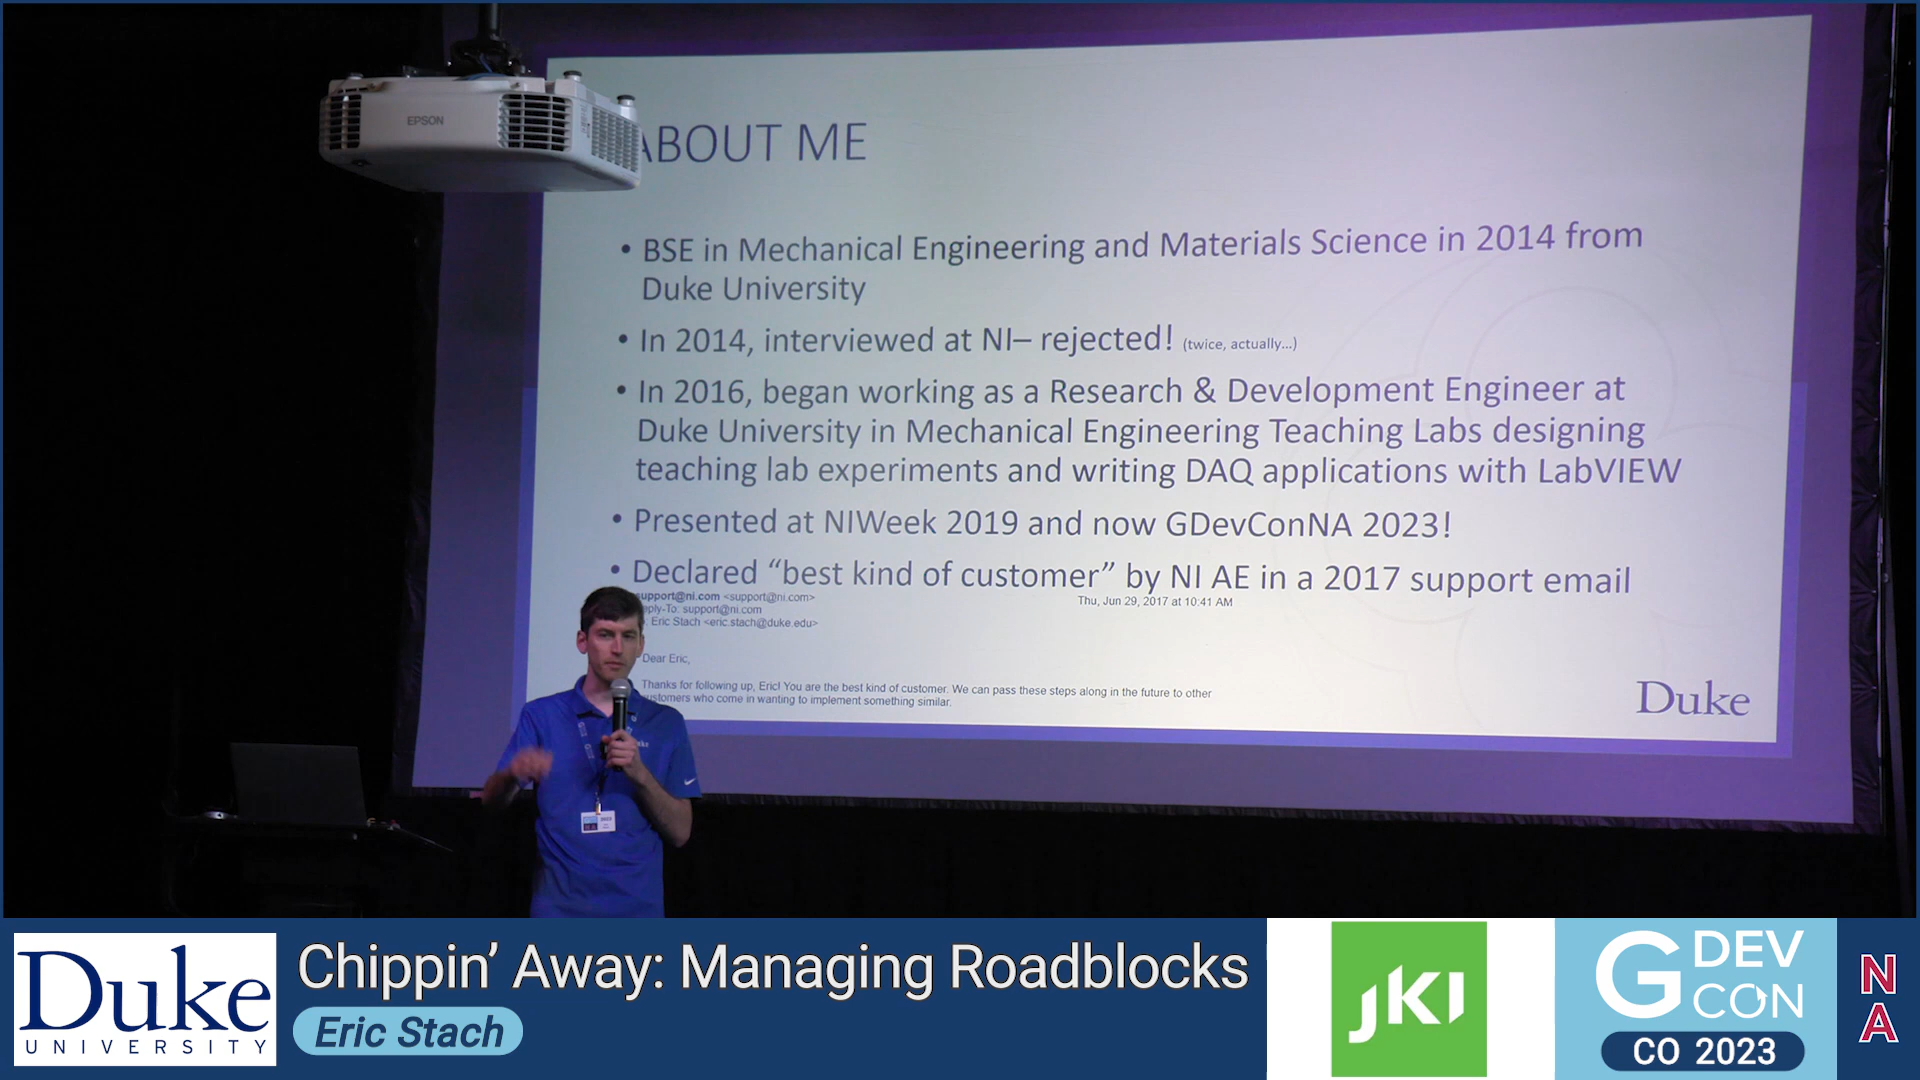 EPSON
ABOUT ME
• BSE in Mechanical Engineering and Materials Science in 2014 from
Duke University
• In 2014, interviewed at NI– rejected! (twice, actually...)
• In 2016, began working as a Research & Development Engineer at
Duke University in Mechanical Engineering Teaching Labs designing
teaching lab experiments and writing DAQ applications with LabVIEW
• Presented at NIWeek 2019 and now GDevConNA 2023!
• Declared “best kind of customer” by NI AE in a 2017 support email
support@ni.com <support@ni.com>
Thu, Jun 29, 2017 at 10:41 AM
eply-To: support@ni.com
: Eric Stach <eric.stach@duke.edu>
Dear Eric,
Thanks for following up, Eric! You are the best kind of customer. We can pass these steps along in the future to other
ustomers who come in wanting to implement something similar.
Duke
Duke
UNIVERSITY
Chippin’ Away: Managing Roadblocks
Eric Stach
JKI
G DEV
CON
CO 2023
N
A